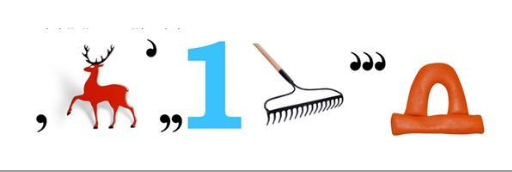 , ’ ,, 1 ’’’ Д